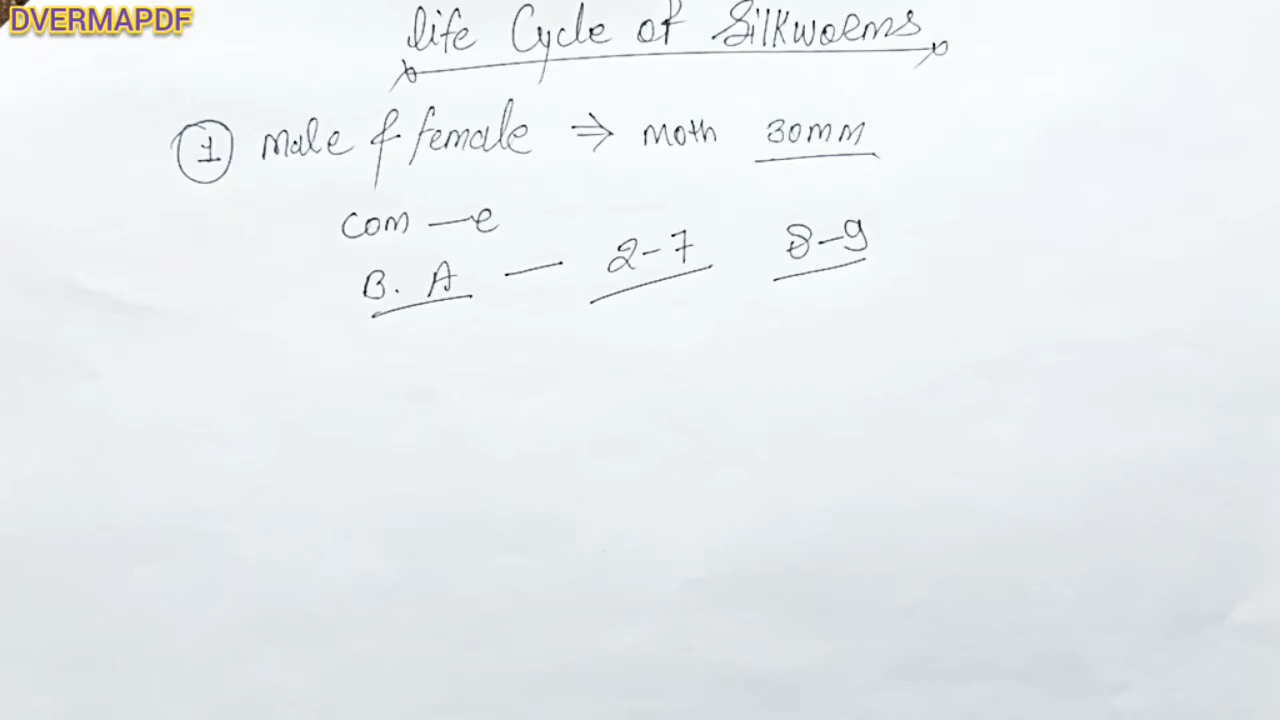 DVERMAPDF
life Cycle of Silkworms
1 male & female ⇒ moth 30mm
Com —e
B. A — 2-7 8-9